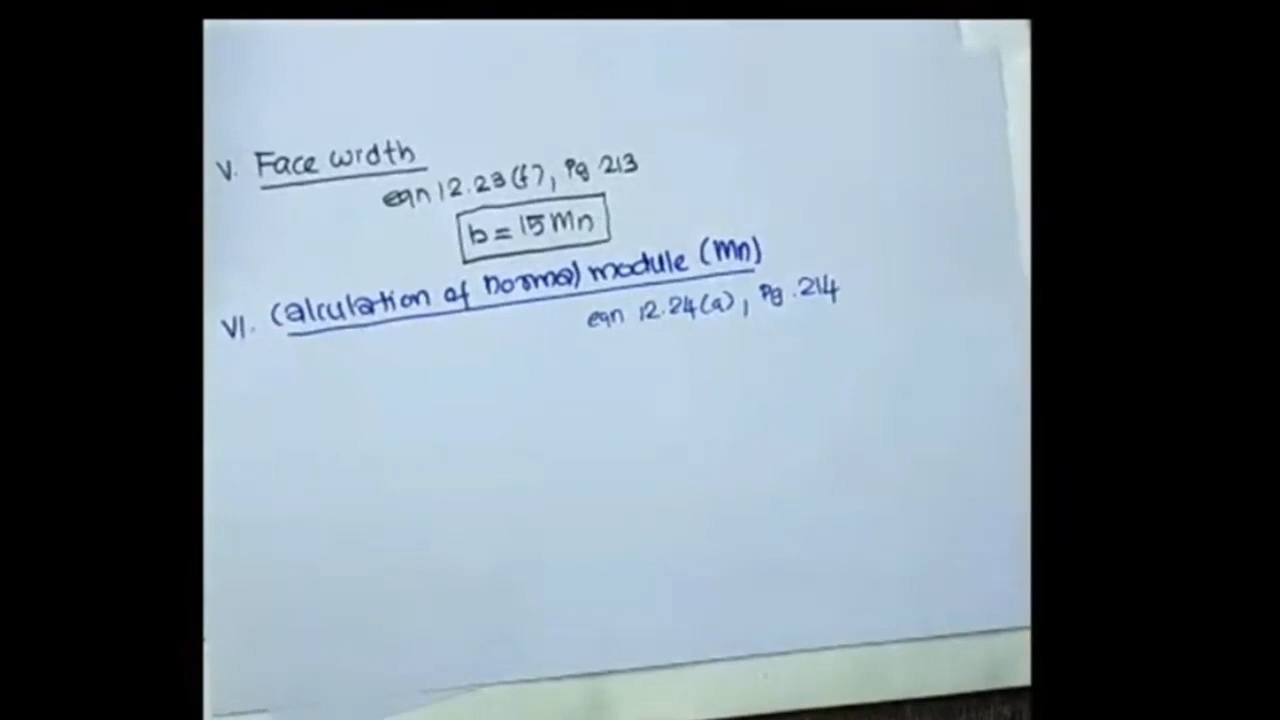 V. Face width
eqn 12.23(f), Pg 213
b = 15 Mn
VI. Calculation of normal module (Mn)
eqn 12.24(a), Pg. 214